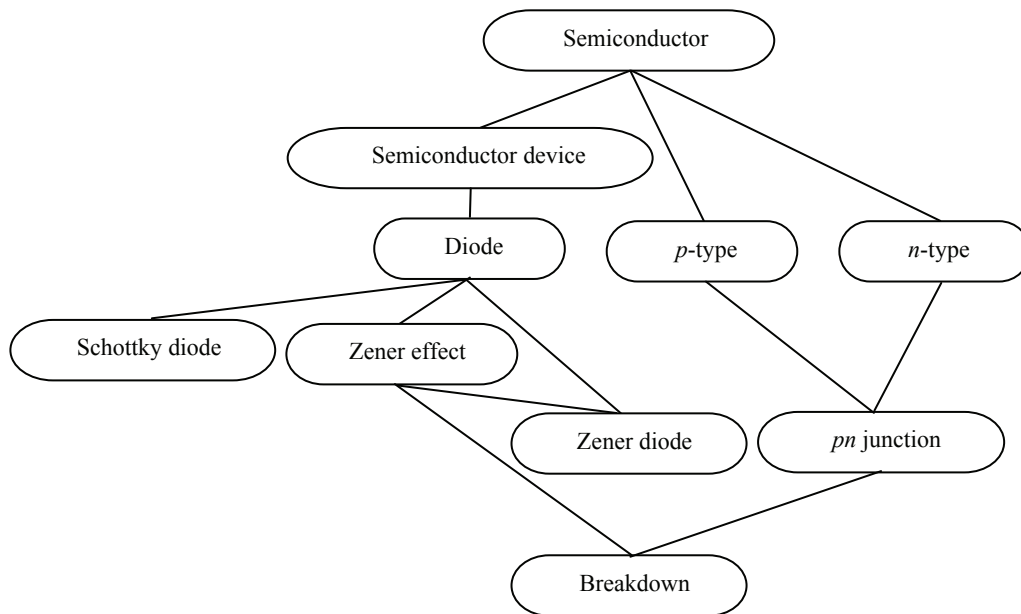 Semiconductor
Semiconductor device
Diode
p-type
n-type
Schottky diode
Zener effect
Zener diode
pn junction
Breakdown